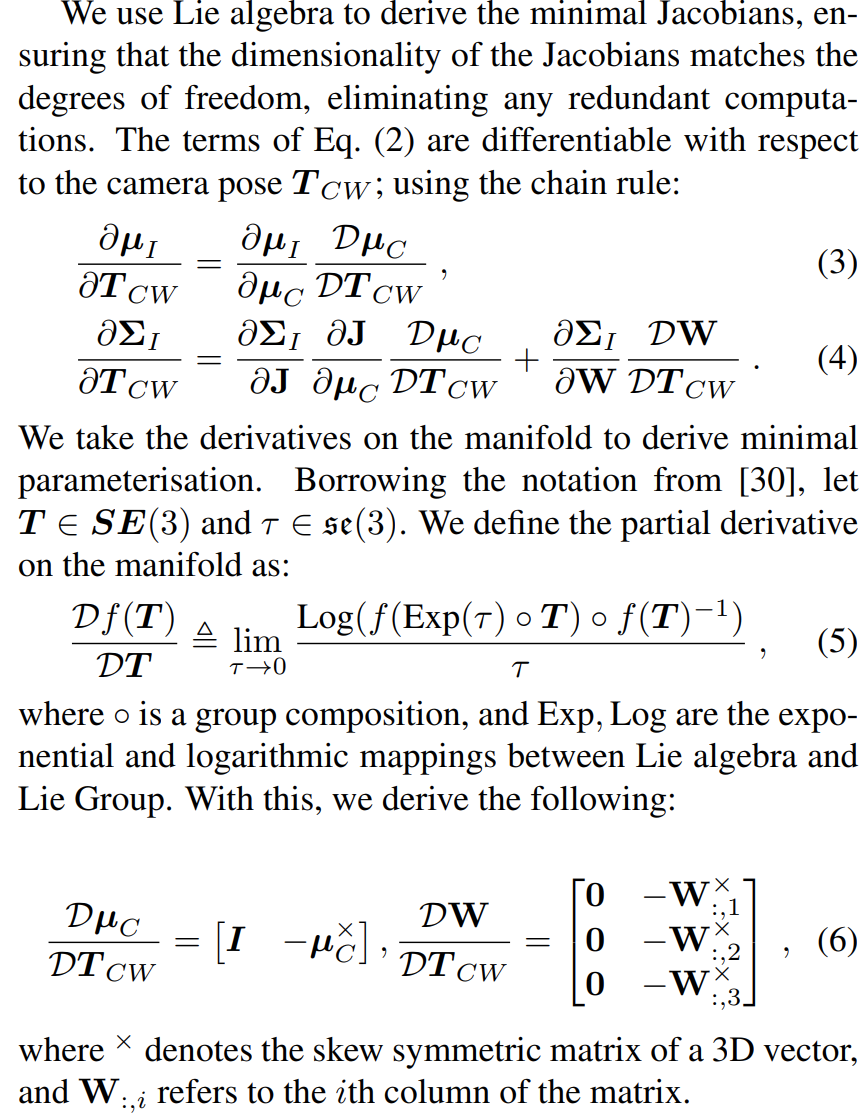 We use Lie algebra to derive the minimal Jacobians, en-
suring that the dimensionality of the Jacobians matches the
degrees of freedom, eliminating any redundant computa-
tions. The terms of Eq. (2) are differentiable with respect
to the camera pose $\boldsymbol{T}_{CW}$; using the chain rule:
$\frac{\partial \boldsymbol{\mu}_I}{\partial \boldsymbol{T}_{CW}} = \frac{\partial \boldsymbol{\mu}_I}{\partial \boldsymbol{\mu}_C} \frac{\mathcal{D}\boldsymbol{\mu}_C}{\mathcal{D}\boldsymbol{T}_{CW}}$ , (3)
$\frac{\partial \mathbf{\Sigma}_I}{\partial \boldsymbol{T}_{CW}} = \frac{\partial \mathbf{\Sigma}_I}{\partial \mathbf{J}} \frac{\partial \mathbf{J}}{\partial \boldsymbol{\mu}_C} \frac{\mathcal{D}\boldsymbol{\mu}_C}{\mathcal{D}\boldsymbol{T}_{CW}} + \frac{\partial \mathbf{\Sigma}_I}{\partial \mathbf{W}} \frac{\mathcal{D}\mathbf{W}}{\mathcal{D}\boldsymbol{T}_{CW}}$ . (4)
We take the derivatives on the manifold to derive minimal
parameterisation. Borrowing the notation from [30], let
$\boldsymbol{T} \in \boldsymbol{SE}(3)$ and $\tau \in \mathfrak{se}(3)$. We define the partial derivative
on the manifold as:
$\frac{\mathcal{D}f(\boldsymbol{T})}{\mathcal{D}\boldsymbol{T}} \triangleq \lim_{\tau \to 0} \frac{\text{Log}(f(\text{Exp}(\tau) \circ \boldsymbol{T}) \circ f(\boldsymbol{T})^{-1})}{\tau}$ , (5)
where $\circ$ is a group composition, and Exp, Log are the expo-
nential and logarithmic mappings between Lie algebra and
Lie Group. With this, we derive the following:
$\frac{\mathcal{D}\boldsymbol{\mu}_C}{\mathcal{D}\boldsymbol{T}_{CW}} = \begin{bmatrix} \boldsymbol{I} & -\boldsymbol{\mu}_C^{\times} \end{bmatrix}, \frac{\mathcal{D}\mathbf{W}}{\mathcal{D}\boldsymbol{T}_{CW}} = \begin{bmatrix} \mathbf{0} & -\mathbf{W}_{:,1}^{\times} \\ \mathbf{0} & -\mathbf{W}_{:,2}^{\times} \\ \mathbf{0} & -\mathbf{W}_{:,3}^{\times} \end{bmatrix}$ , (6)
where $^{\times}$ denotes the skew symmetric matrix of a 3D vector,
and $\mathbf{W}_{:,i}$ refers to the $i$th column of the matrix.